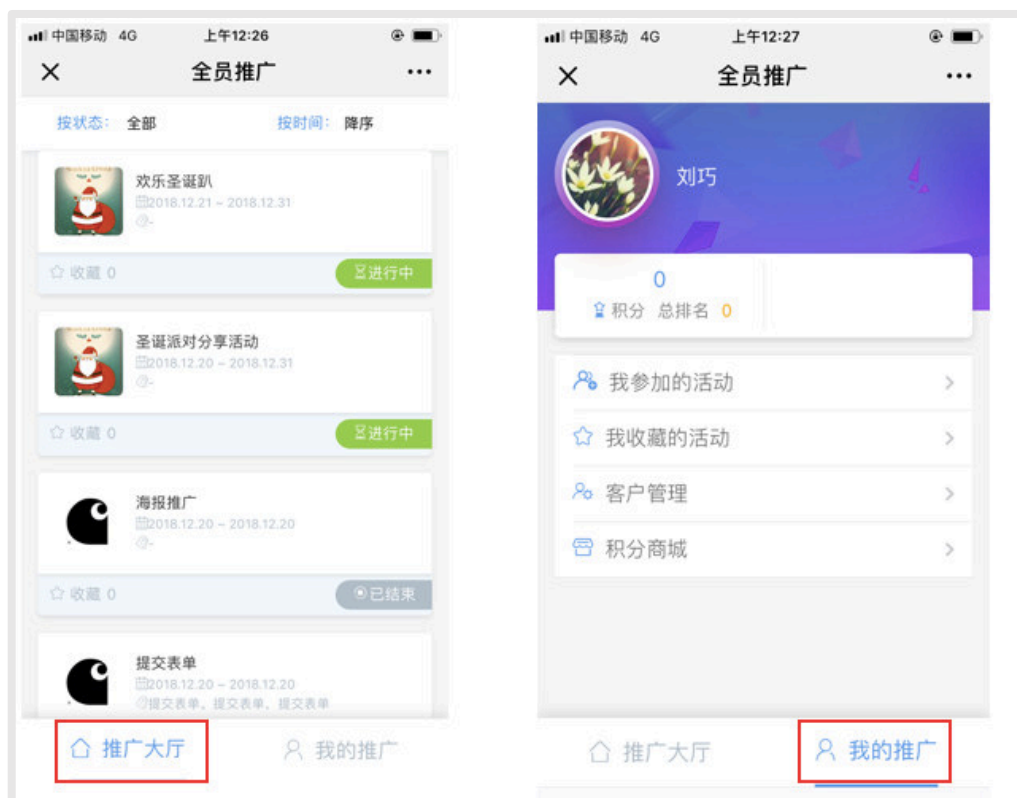 中国移动 4G 上午12:26
全员推广
按状态: 全部 按时间: 降序
欢乐圣诞趴
2018.12.21 ~ 2018.12.31
-
收藏 0 进行中
圣诞派对分享活动
2018.12.20 ~ 2018.12.31
-
收藏 0 进行中
海报推广
2018.12.20 ~ 2018.12.20
-
收藏 0 已结束
提交表单
2018.12.20 ~ 2018.12.20
提交表单、提交表单、提交表单
推广大厅 我的推广
中国移动 4G 上午12:27
全员推广
刘巧
0
积分 总排名 0
我参加的活动
我收藏的活动
客户管理
积分商城
推广大厅 我的推广